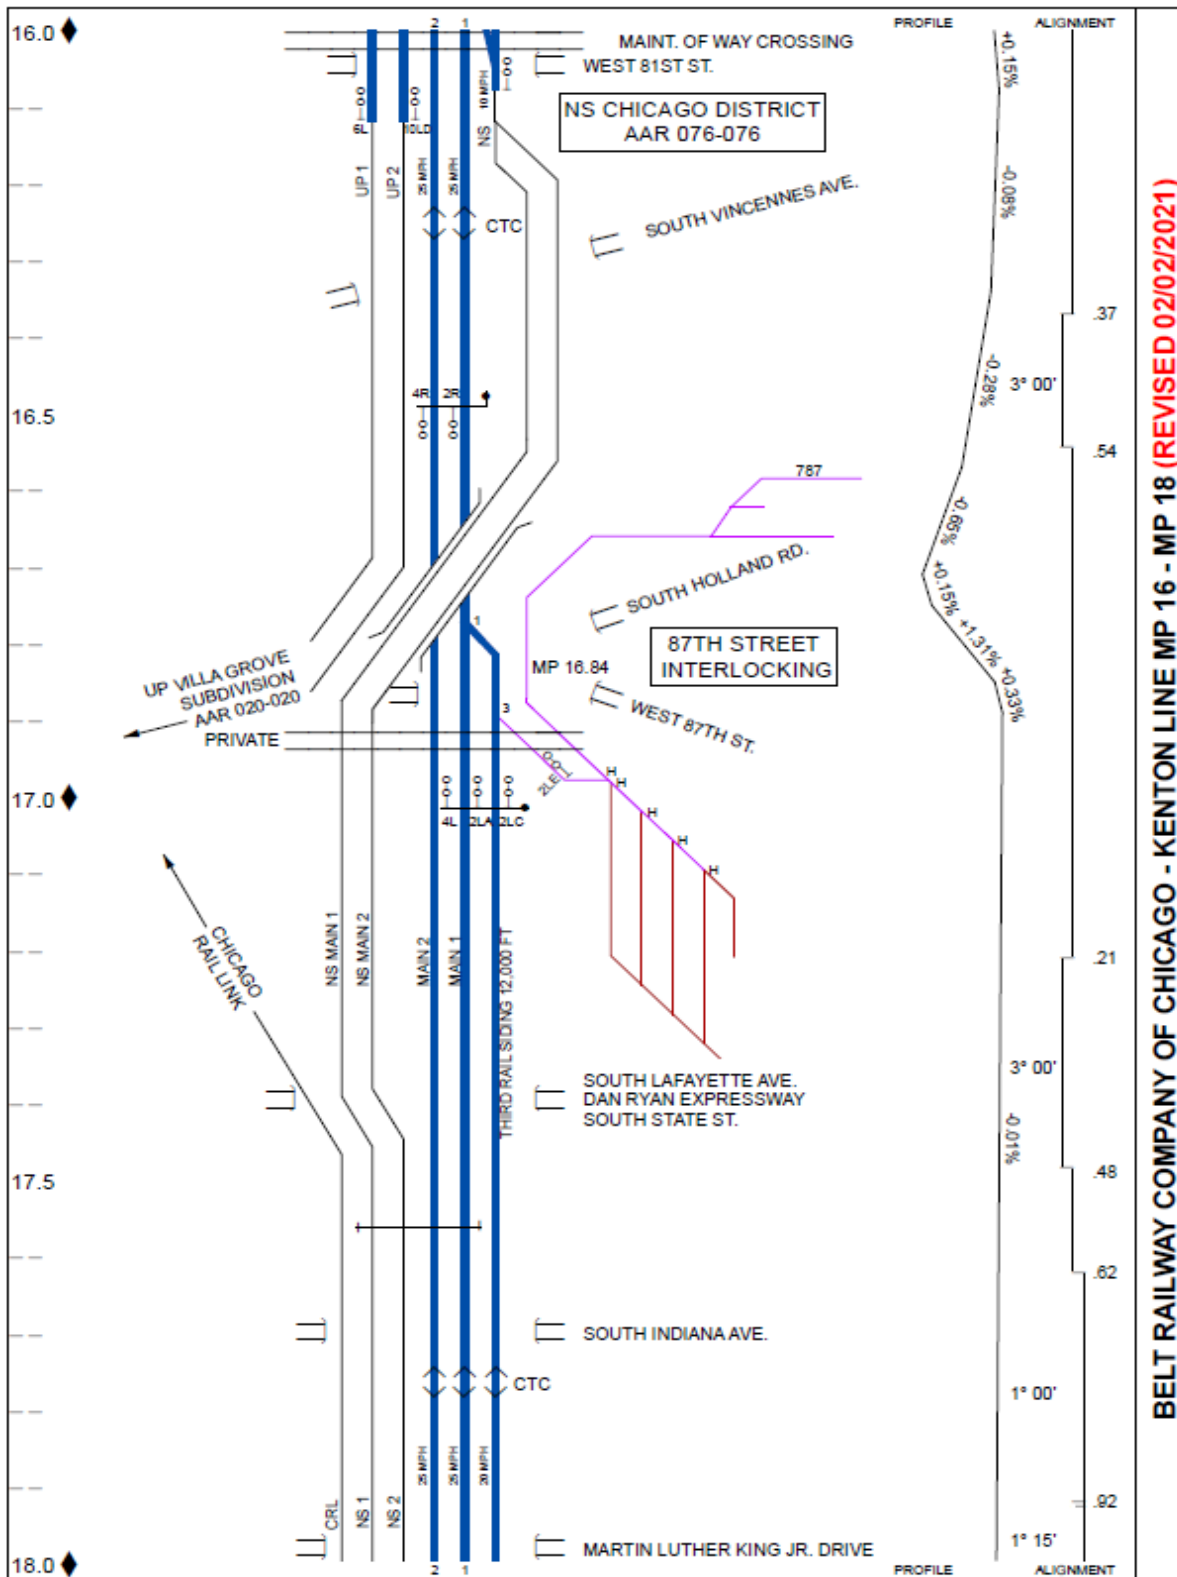 PROFILE
ALIGNMENT
16.0
2
1
MAINT. OF WAY CROSSING
WEST 81ST ST.
+0.15%
10 MPH
NS CHICAGO DISTRICT
AAR 076-076
6L
10LD
NS
UP 1
UP 2
25 MPH
25 MPH
CTC
SOUTH VINCENNES AVE.
-0.08%
.37
-0.28%
3° 00'
4R
2R
16.5
.54
787
-0.65%
SOUTH HOLLAND RD.
+0.15%
+1.31%
1
87TH STREET
INTERLOCKING
MP 16.84
+0.33%
UP VILLA GROVE
SUBDIVISION
AAR 020-020
3
WEST 87TH ST.
PRIVATE
2LE
H
H
17.0
4L
2LA
2LC
H
H
H
CHICAGO
RAIL LINK
NS MAIN 1
NS MAIN 2
MAIN 2
MAIN 1
THIRD RAIL SIDING 12,000 FT
.21
3° 00'
SOUTH LAFAYETTE AVE.
DAN RYAN EXPRESSWAY
SOUTH STATE ST.
-0.01%
17.5
.48
.62
SOUTH INDIANA AVE.
CTC
1° 00'
25 MPH
25 MPH
20 MPH
CRL
NS 1
NS 2
.92
1° 15'
MARTIN LUTHER KING JR. DRIVE
18.0
2
1
PROFILE
ALIGNMENT
BELT RAILWAY COMPANY OF CHICAGO - KENTON LINE MP 16 - MP 18 (REVISED 02/02/2021)